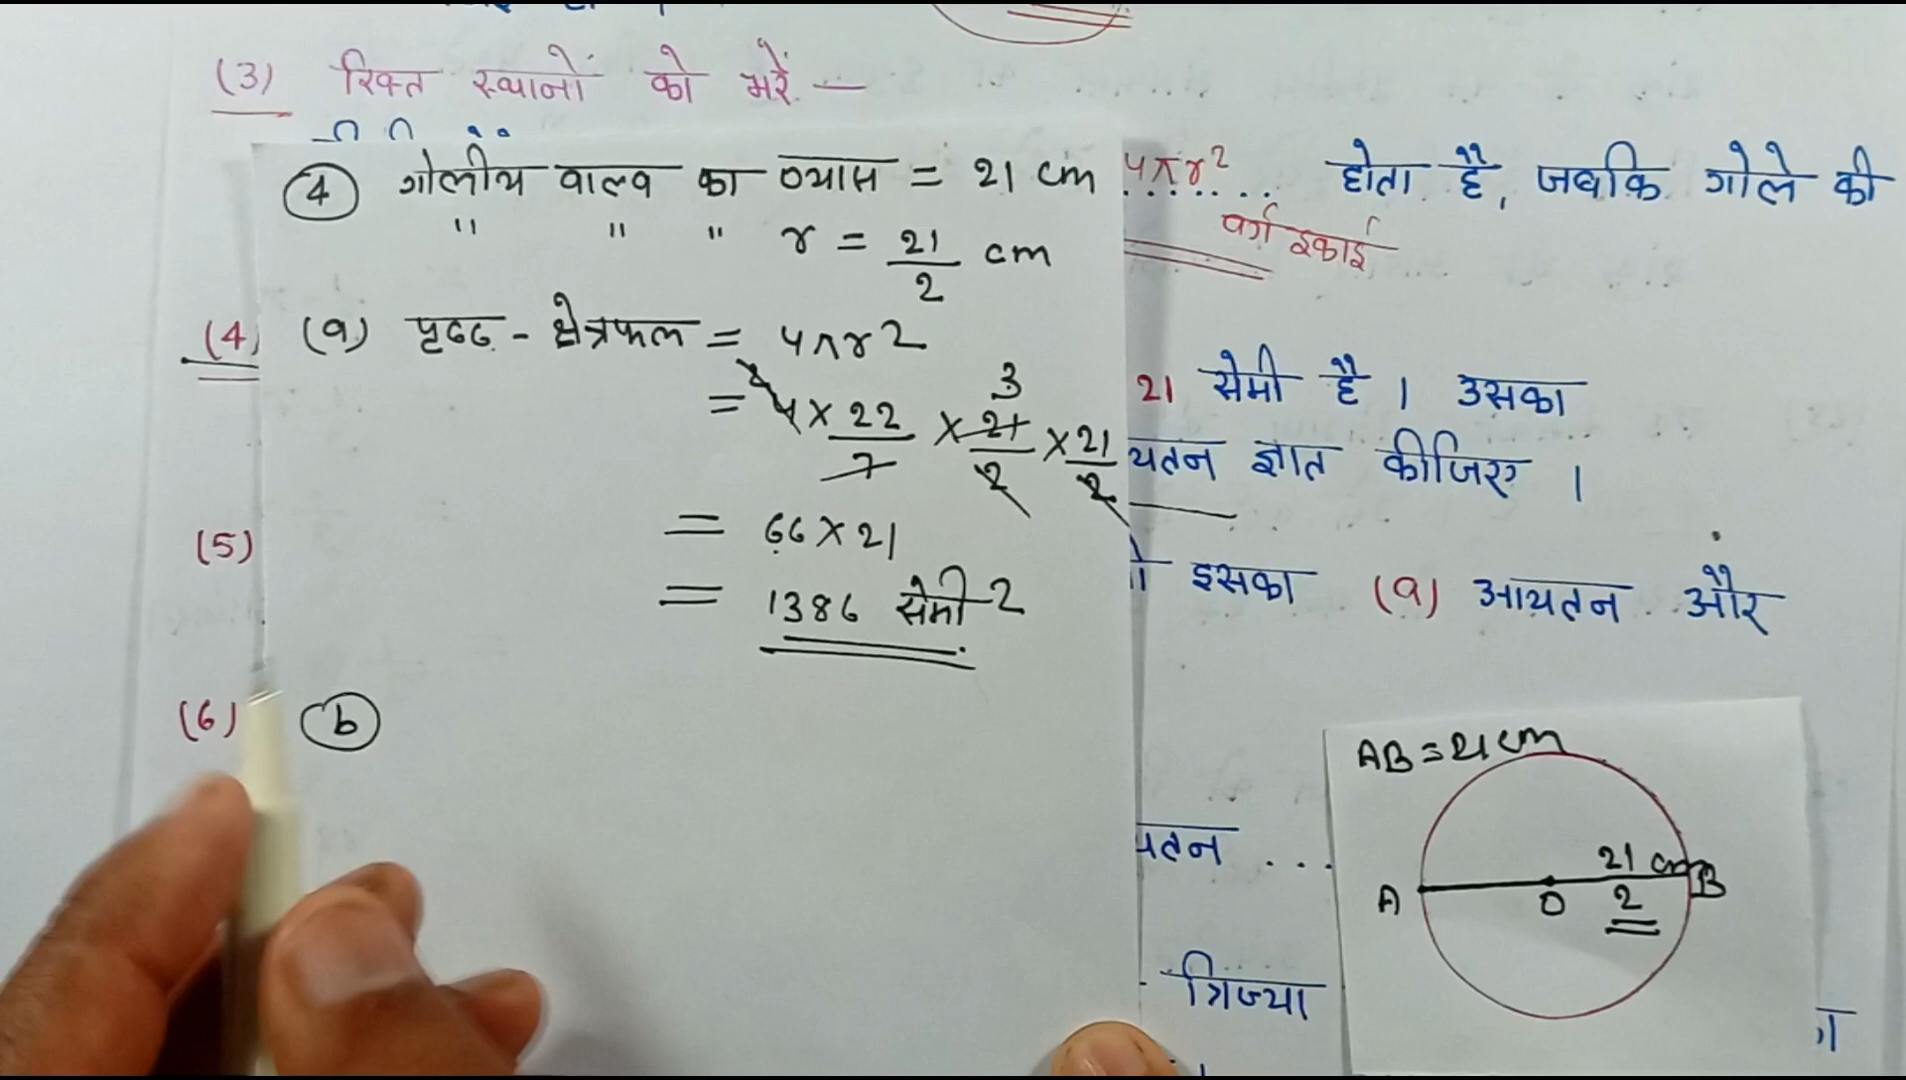 (3) रिक्त स्थानों को भरें —
④ गोलीय वाल्व का व्यास = 21 cm
" " " r = 21/2 cm
4πr² होता है, जबकि गोले की
वर्ग इकाई
(4)
(a) पृष्ठ - क्षेत्रफल = 4πr2
= 4 × 22/7 × 21/2 × 21/2
2 3
= 66 × 21
= 1386 सेमी2
21 सेमी है । उसका
यतन ज्ञात कीजिए ।
(5)
इसका (a) आयतन और
(6)
ⓑ
यतन ...
त्रिज्या
AB = 21 cm
21 cm
2
A O B